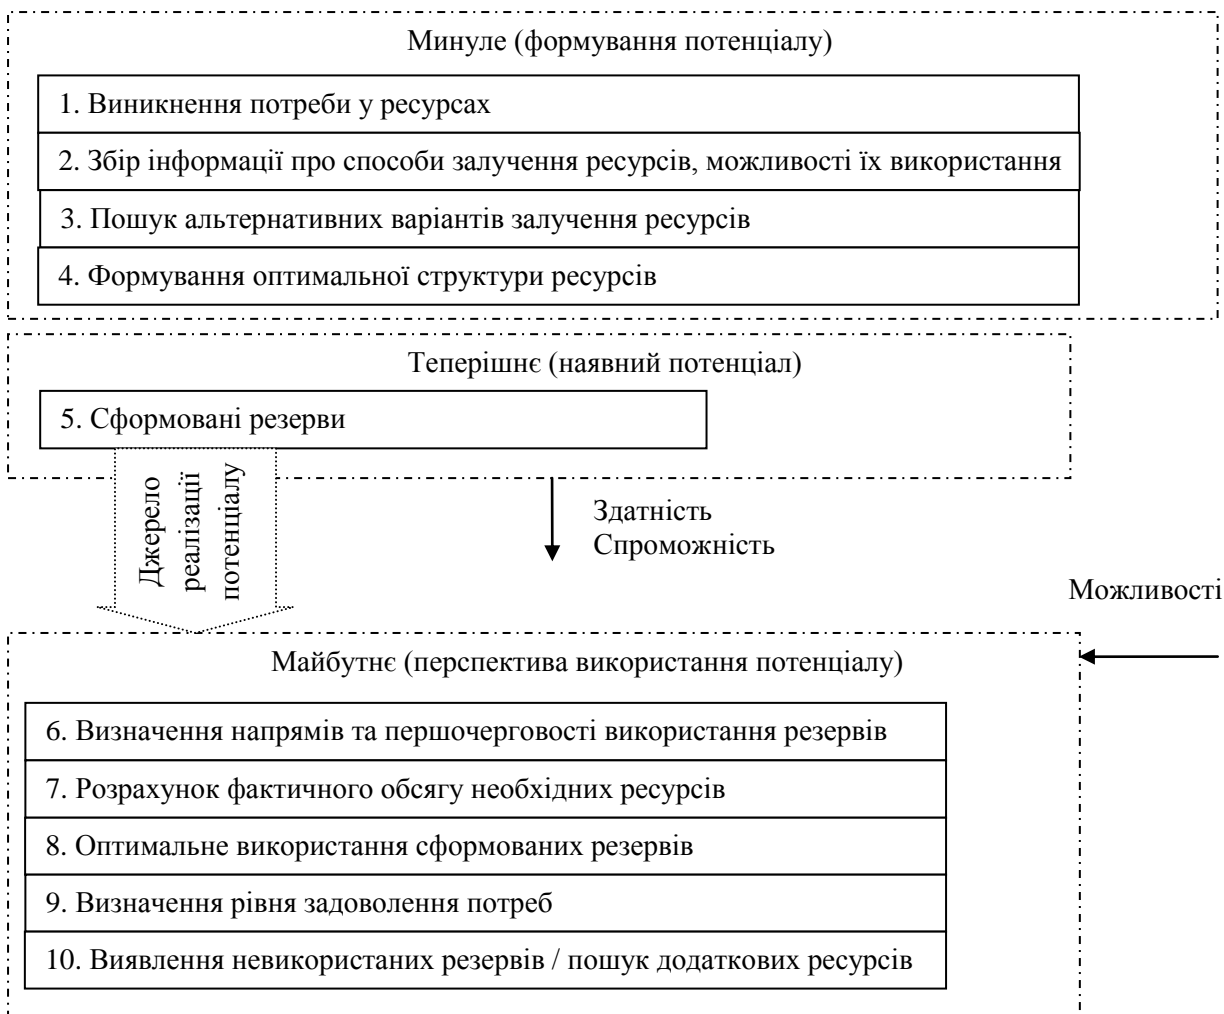 Минуле (формування потенціалу)
1. Виникнення потреби у ресурсах
2. Збір інформації про способи залучення ресурсів, можливості їх використання
3. Пошук альтернативних варіантів залучення ресурсів
4. Формування оптимальної структури ресурсів
Теперішнє (наявний потенціал)
5. Сформовані резерви
Джерело
реалізації
потенціалу
Здатність
Спроможність
Можливості
Майбутнє (перспектива використання потенціалу)
6. Визначення напрямів та першочерговості використання резервів
7. Розрахунок фактичного обсягу необхідних ресурсів
8. Оптимальне використання сформованих резервів
9. Визначення рівня задоволення потреб
10. Виявлення невикористаних резервів / пошук додаткових ресурсів